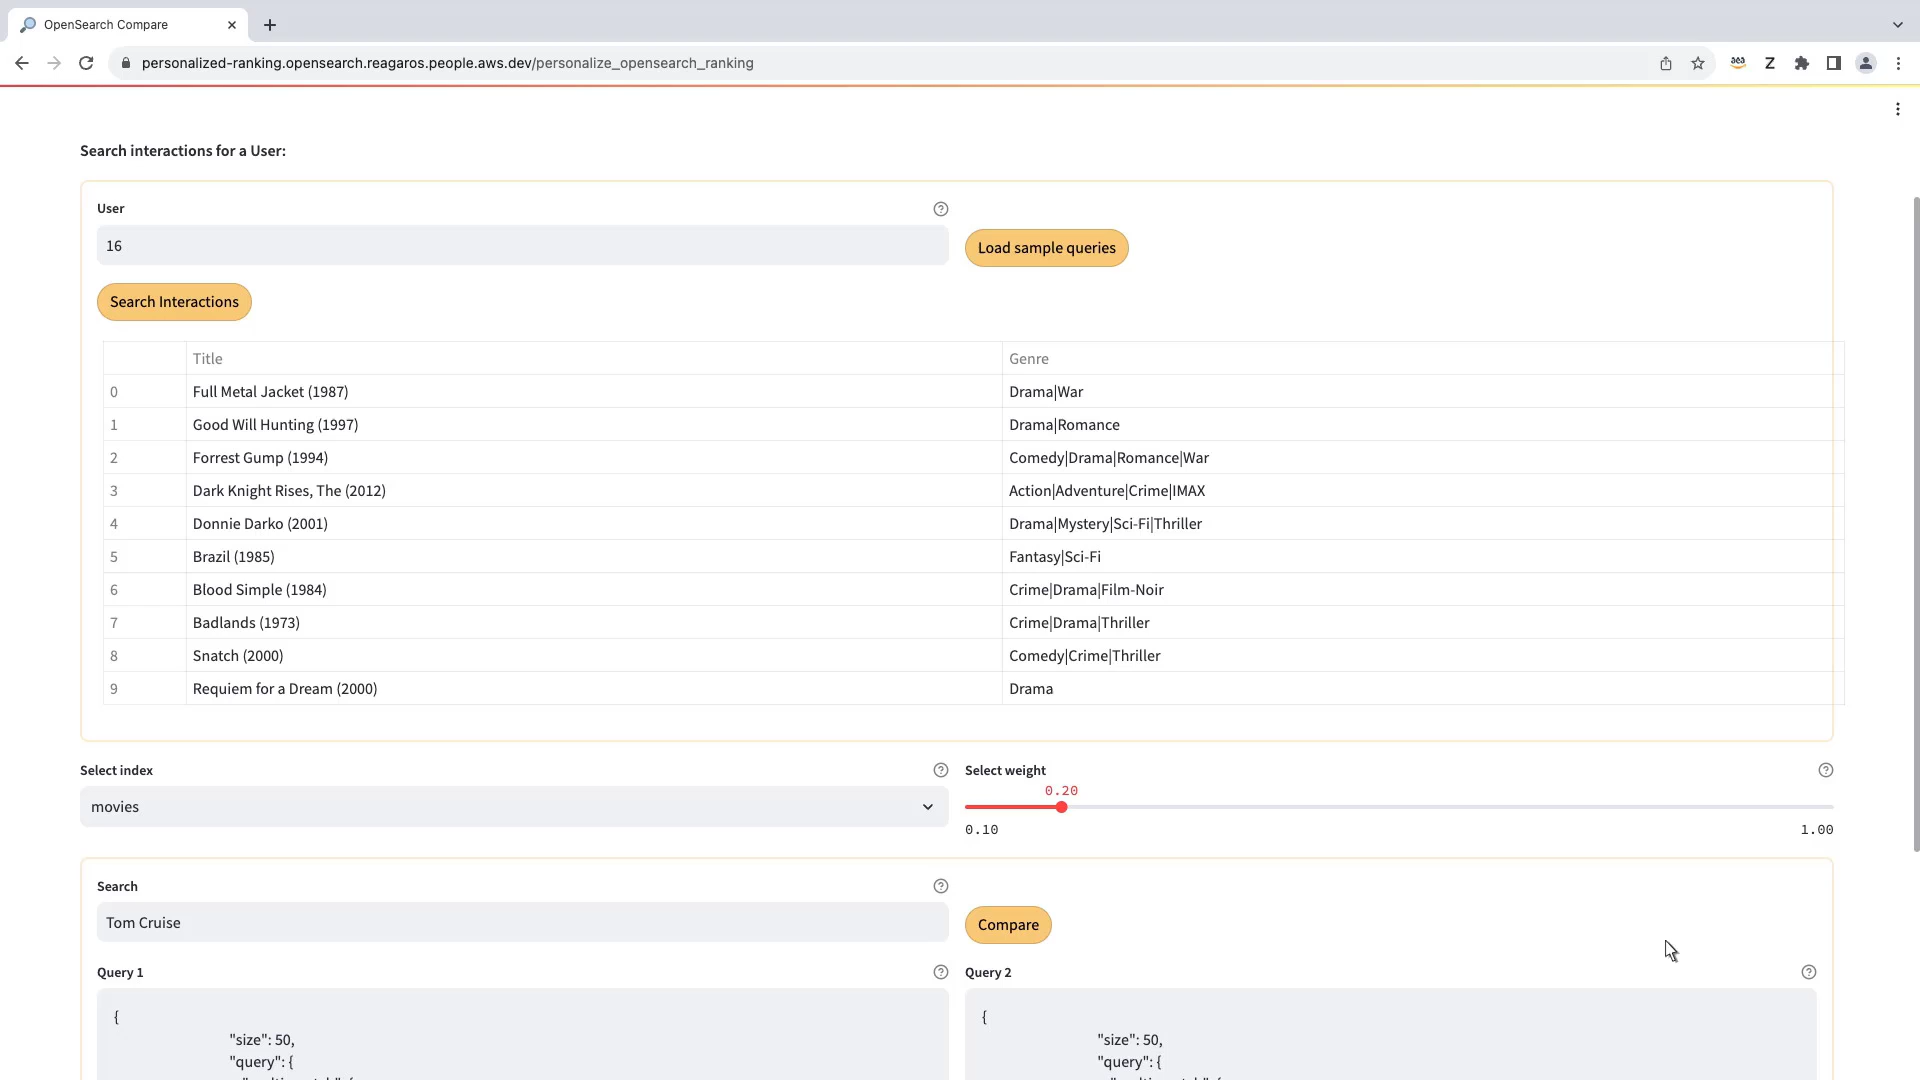 OpenSearch Compare
personalized-ranking.opensearch.reagaros.people.aws.dev/personalize_opensearch_ranking
aea
Z
Search interactions for a User:
User
16
Load sample queries
Search Interactions
Title Genre
0 Full Metal Jacket (1987) Drama|War
1 Good Will Hunting (1997) Drama|Romance
2 Forrest Gump (1994) Comedy|Drama|Romance|War
3 Dark Knight Rises, The (2012) Action|Adventure|Crime|IMAX
4 Donnie Darko (2001) Drama|Mystery|Sci-Fi|Thriller
5 Brazil (1985) Fantasy|Sci-Fi
6 Blood Simple (1984) Crime|Drama|Film-Noir
7 Badlands (1973) Crime|Drama|Thriller
8 Snatch (2000) Comedy|Crime|Thriller
9 Requiem for a Dream (2000) Drama
Select index Select weight
movies 0.20
0.10 1.00
Search
Tom Cruise Compare
Query 1 Query 2
{ {
"size": 50, "size": 50,
"query": { "query": {